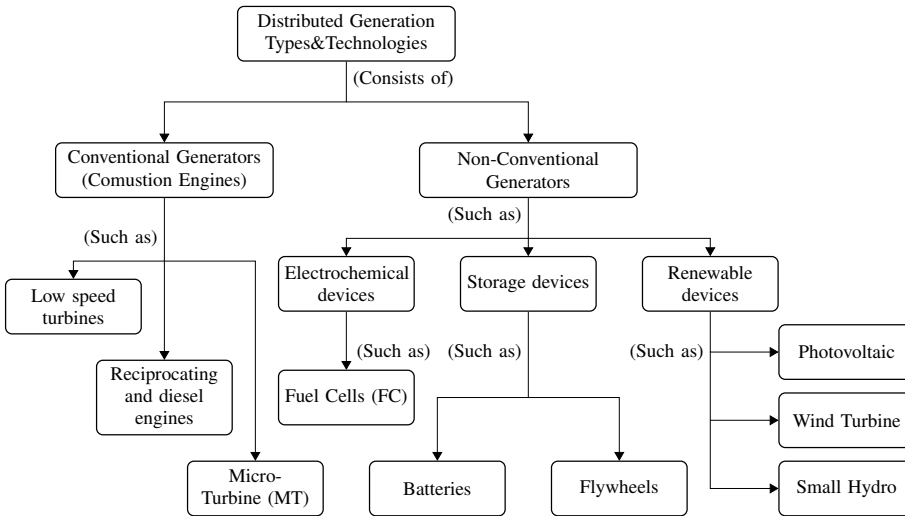 Distributed Generation
Types&Technologies
(Consists of)
Conventional Generators
(Comustion Engines)
Non-Conventional
Generators
(Such as)
(Such as)
Low speed
turbines
Electrochemical
devices
Storage devices
Renewable
devices
Reciprocating
and diesel
engines
(Such as)
(Such as)
(Such as)
Fuel Cells (FC)
Photovoltaic
Wind Turbine
Micro-
Turbine (MT)
Batteries
Flywheels
Small Hydro